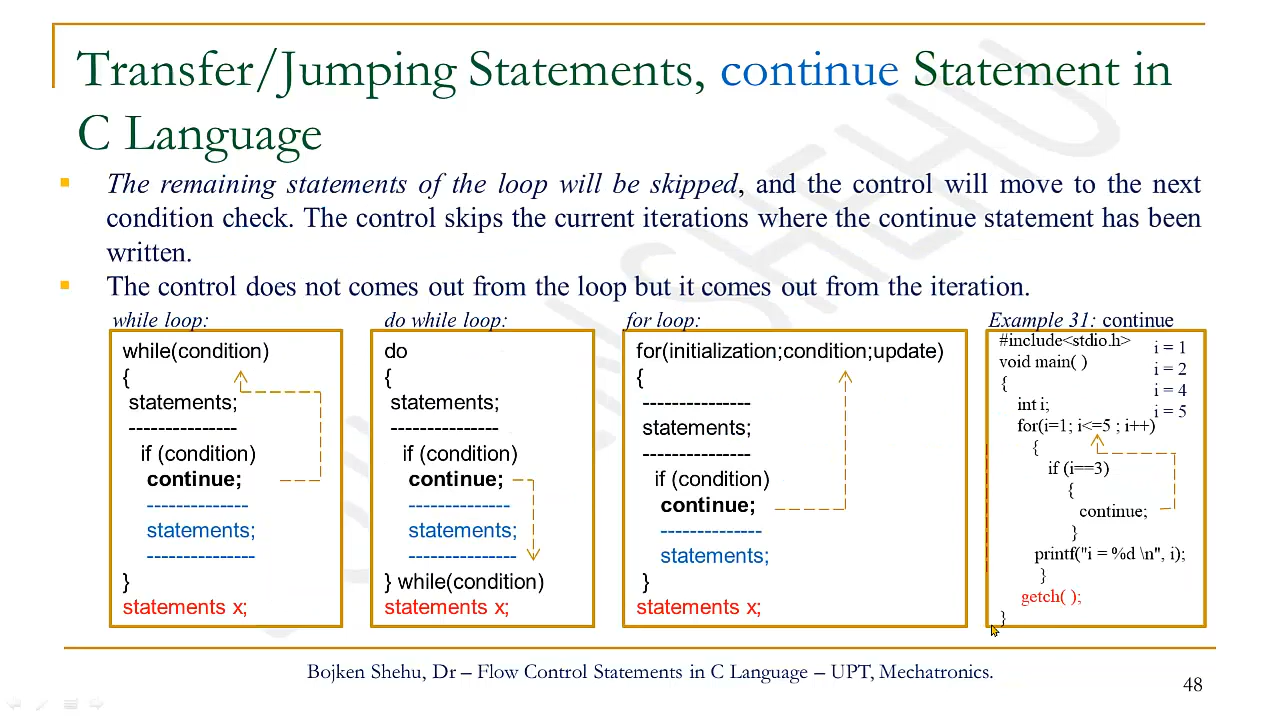 Transfer/Jumping Statements, continue Statement in
C Language
▪ The remaining statements of the loop will be skipped, and the control will move to the next
condition check. The control skips the current iterations where the continue statement has been
written.
▪ The control does not comes out from the loop but it comes out from the iteration.
while loop:
while(condition)
{
statements;
---------------
if (condition)
continue;
--------------
statements;
---------------
}
statements x;
do while loop:
do
{
statements;
---------------
if (condition)
continue;
--------------
statements;
---------------
} while(condition)
statements x;
for loop:
for(initialization;condition;update)
{
---------------
statements;
---------------
if (condition)
continue;
--------------
statements;
}
statements x;
Example 31: continue
#include<stdio.h>
void main( )
{
int i;
for(i=1; i<=5 ; i++)
{
if (i==3)
{
continue;
}
printf("i = %d \n", i);
}
getch( );
}
i = 1
i = 2
i = 4
i = 5
Bojken Shehu, Dr – Flow Control Statements in C Language – UPT, Mechatronics.
48